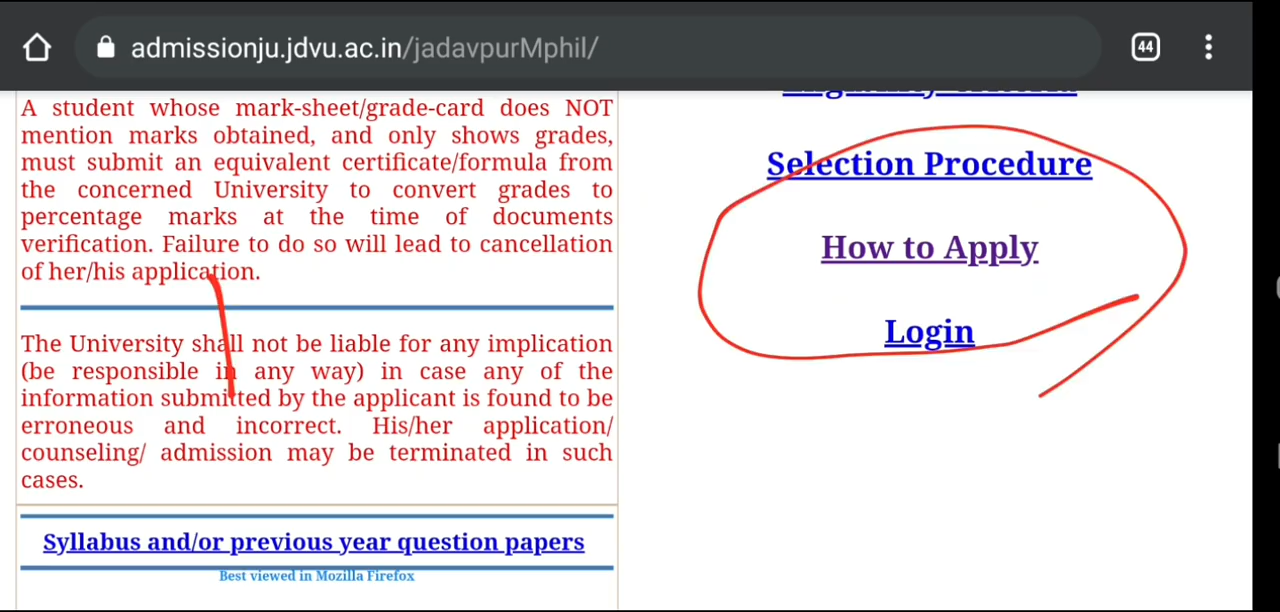 admissionju.jdvu.ac.in/jadavpurMphil/
44
A student whose mark-sheet/grade-card does NOT
mention marks obtained, and only shows grades,
must submit an equivalent certificate/formula from
the concerned University to convert grades to
percentage marks at the time of documents
verification. Failure to do so will lead to cancellation
of her/his application.
The University shall not be liable for any implication
(be responsible in any way) in case any of the
information submitted by the applicant is found to be
erroneous and incorrect. His/her application/
counseling/ admission may be terminated in such
cases.
Syllabus and/or previous year question papers
Best viewed in Mozilla Firefox
Selection Procedure
How to Apply
Login